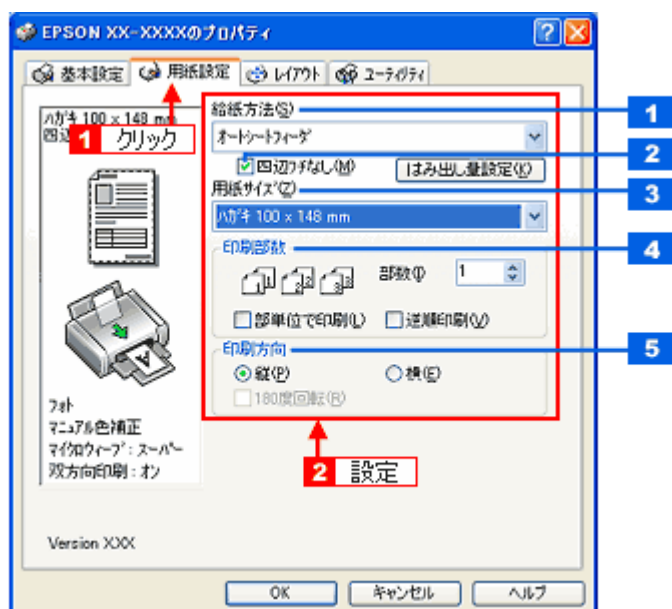 EPSON XX-XXXXのプロパティ
基本設定 用紙設定 レイアウト ユーティリティ
ハガキ 100 x 148 mm
四辺
1 クリック
給紙方法(S)
1
オートシートフィーダ
2
四辺フチなし(M) はみ出し量設定(K)
用紙サイズ(Z)
3
ハガキ 100 x 148 mm
印刷部数
4
部数(I) 1
部単位で印刷(L) 逆順印刷(V)
印刷方向
5
縦(P) 横(E)
180度回転(R)
フォト
マニュアル色補正
マイクロウィーブ:スーパー
双方向印刷:オン
2 設定
Version XXX
OK キャンセル ヘルプ